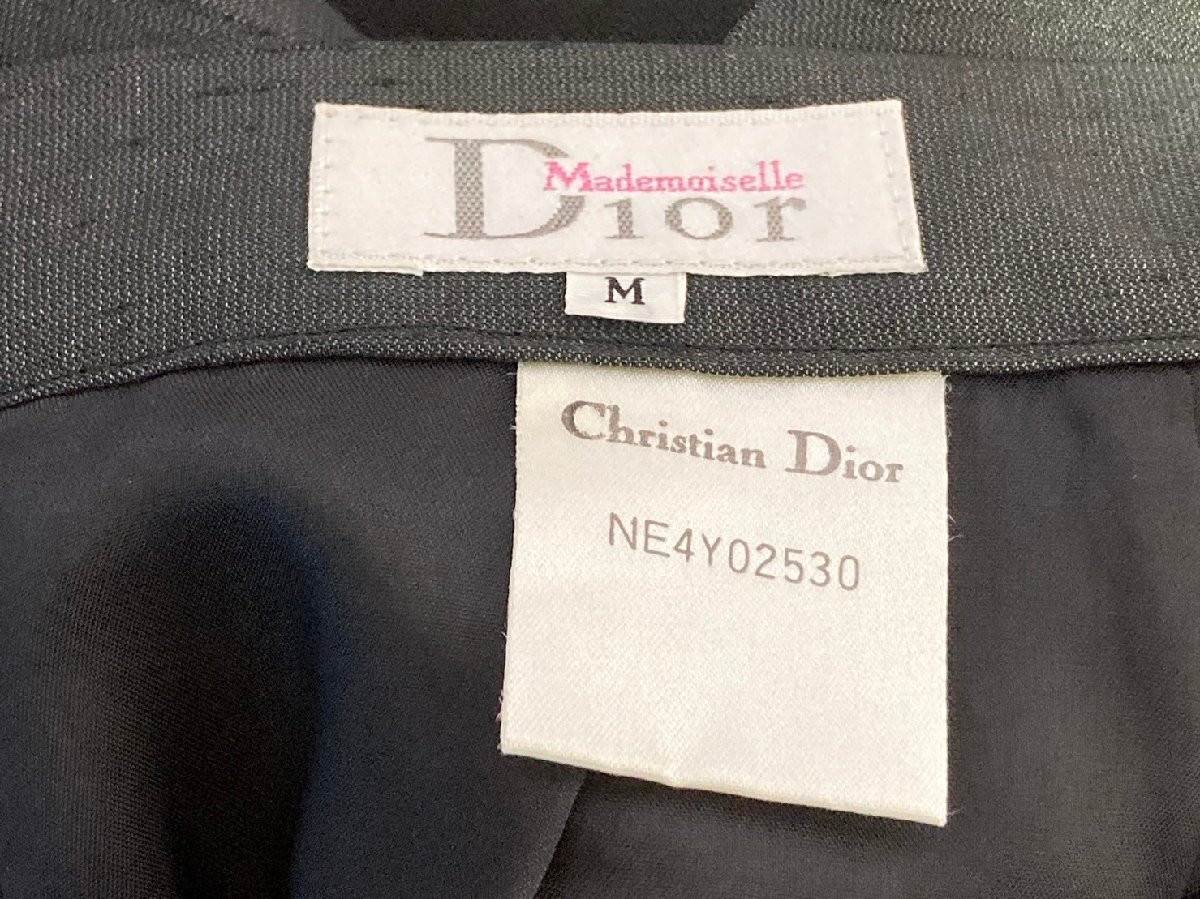 Mademoiselle
Dior
M
Christian Dior
NE4Y02530